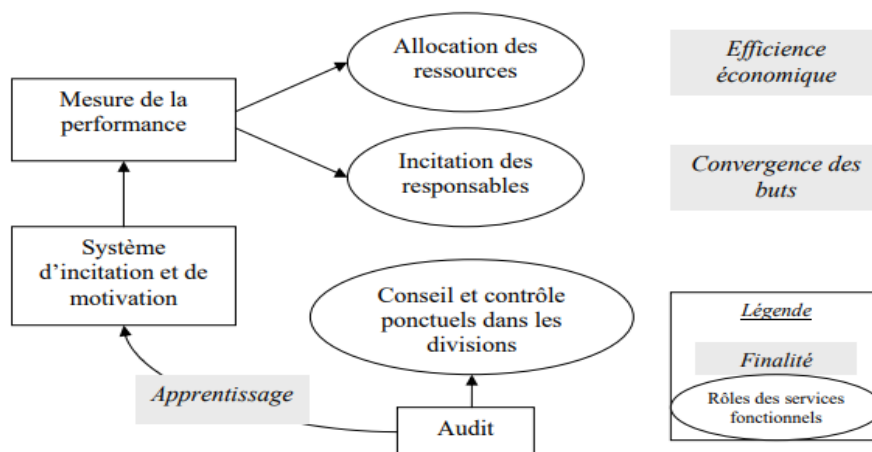 Allocation des
ressources
Efficience
économique
Mesure de la
performance
Incitation des
responsables
Convergence des
buts
Système
d'incitation et de
motivation
Conseil et contrôle
ponctuels dans les
divisions
Légende
Finalité
Rôles des services
fonctionnels
Apprentissage
Audit